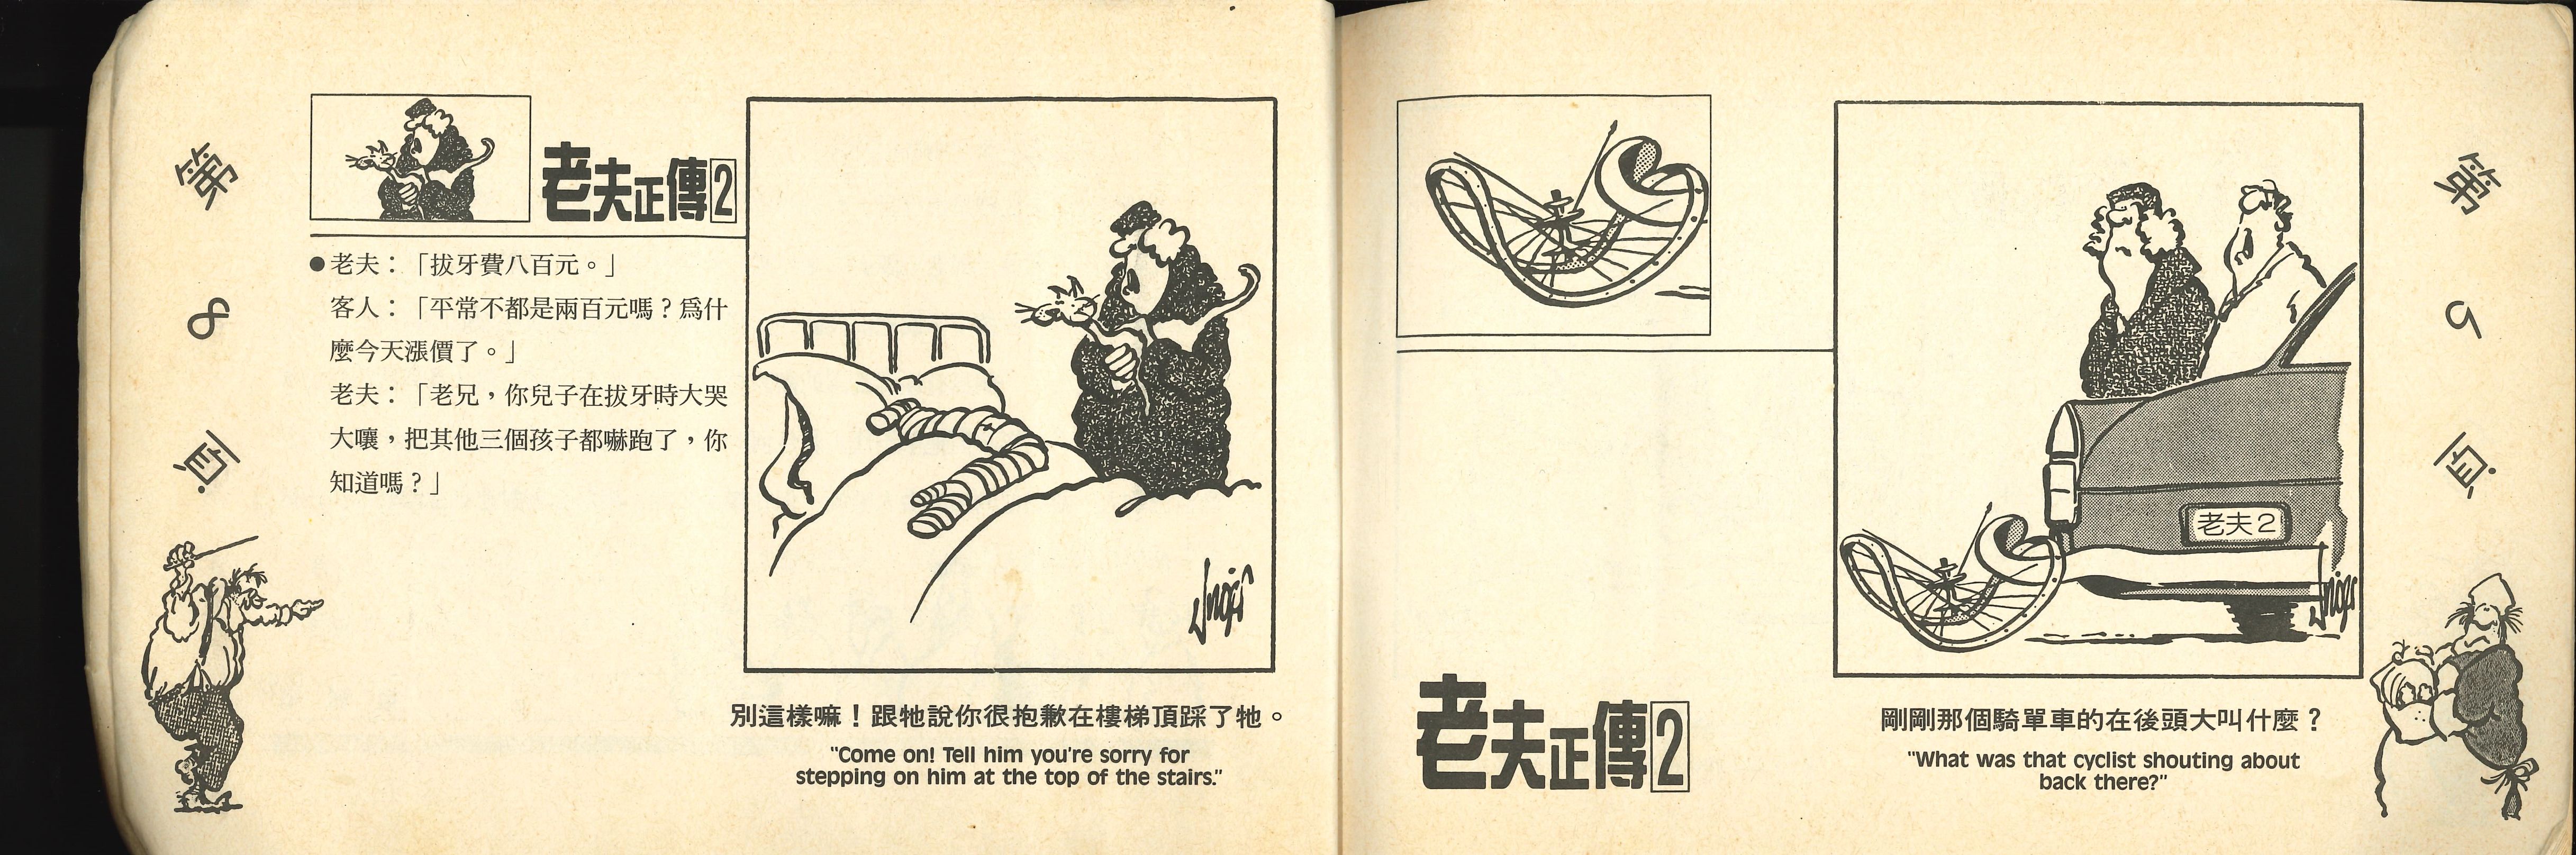 第8頁
老夫正傳2
●老夫：「拔牙費八百元。」
客人：「平常不都是兩百元嗎？爲什
麼今天漲價了。」
老夫：「老兄，你兒子在拔牙時大哭
大嚷，把其他三個孩子都嚇跑了，你
知道嗎？」
別這樣嘛！跟牠說你很抱歉在樓梯頂踩了牠。
"Come on! Tell him you're sorry for
stepping on him at the top of the stairs."
老夫正傳2
老夫2
剛剛那個騎單車的在後頭大叫什麼？
"What was that cyclist shouting about
back there?"